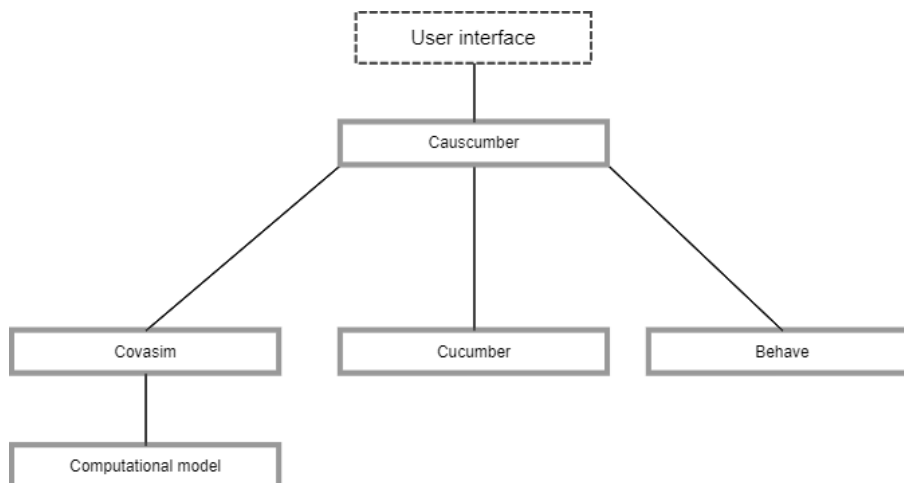 User interface
Causcumber
Covasim
Cucumber
Behave
Computational model